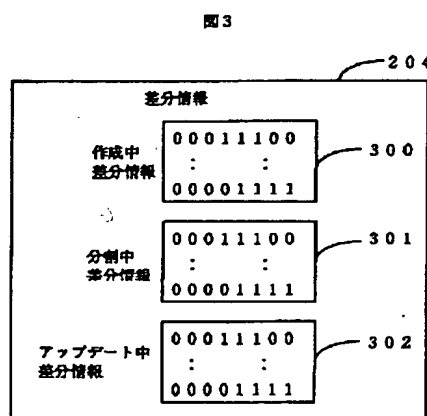 図3
204
差分情報
作成中
差分情報
00011100
: :
00001111
300
分割中
差分情報
00011100
: :
00001111
301
アップデート中
差分情報
00011100
: :
00001111
302